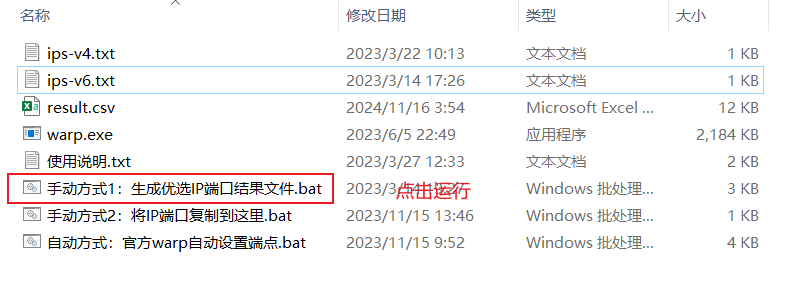 名称 修改日期 类型 大小
ips-v4.txt 2023/3/22 10:13 文本文档 1 KB
ips-v6.txt 2023/3/14 17:26 文本文档 1 KB
result.csv 2024/11/16 3:54 Microsoft Excel ... 12 KB
warp.exe 2023/6/5 22:49 应用程序 2,184 KB
使用说明.txt 2023/3/27 12:33 文本文档 2 KB
手动方式1：生成优选IP端口结果文件.bat 2023/3/ 点击运行 Windows 批处理... 3 KB
手动方式2：将IP端口复制到这里.bat 2023/11/15 13:46 Windows 批处理... 1 KB
自动方式：官方warp自动设置端点.bat 2023/11/15 9:52 Windows 批处理... 4 KB